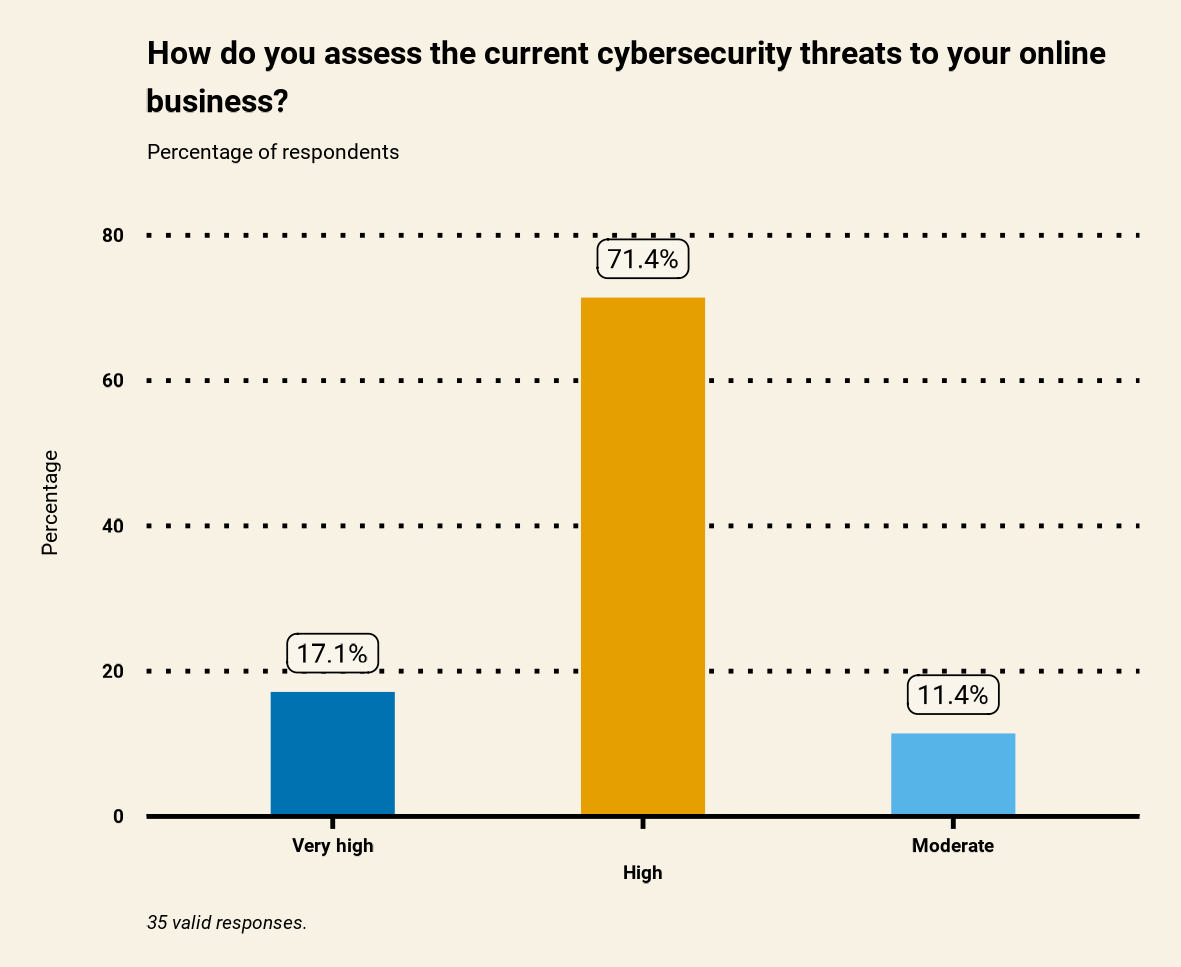 How do you assess the current cybersecurity threats to your online
business?
Percentage of respondents
80
71.4%
60
Percentage
40
17.1%
20
11.4%
0
Very high
Moderate
High
35 valid responses.